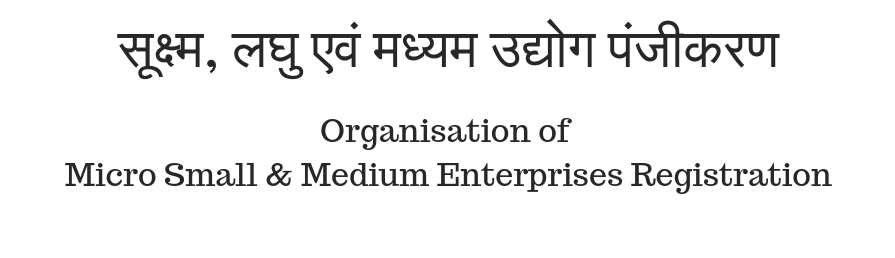 सूक्ष्म, लघु एवं मध्यम उद्योग पंजीकरण
Organisation of
Micro Small & Medium Enterprises Registration